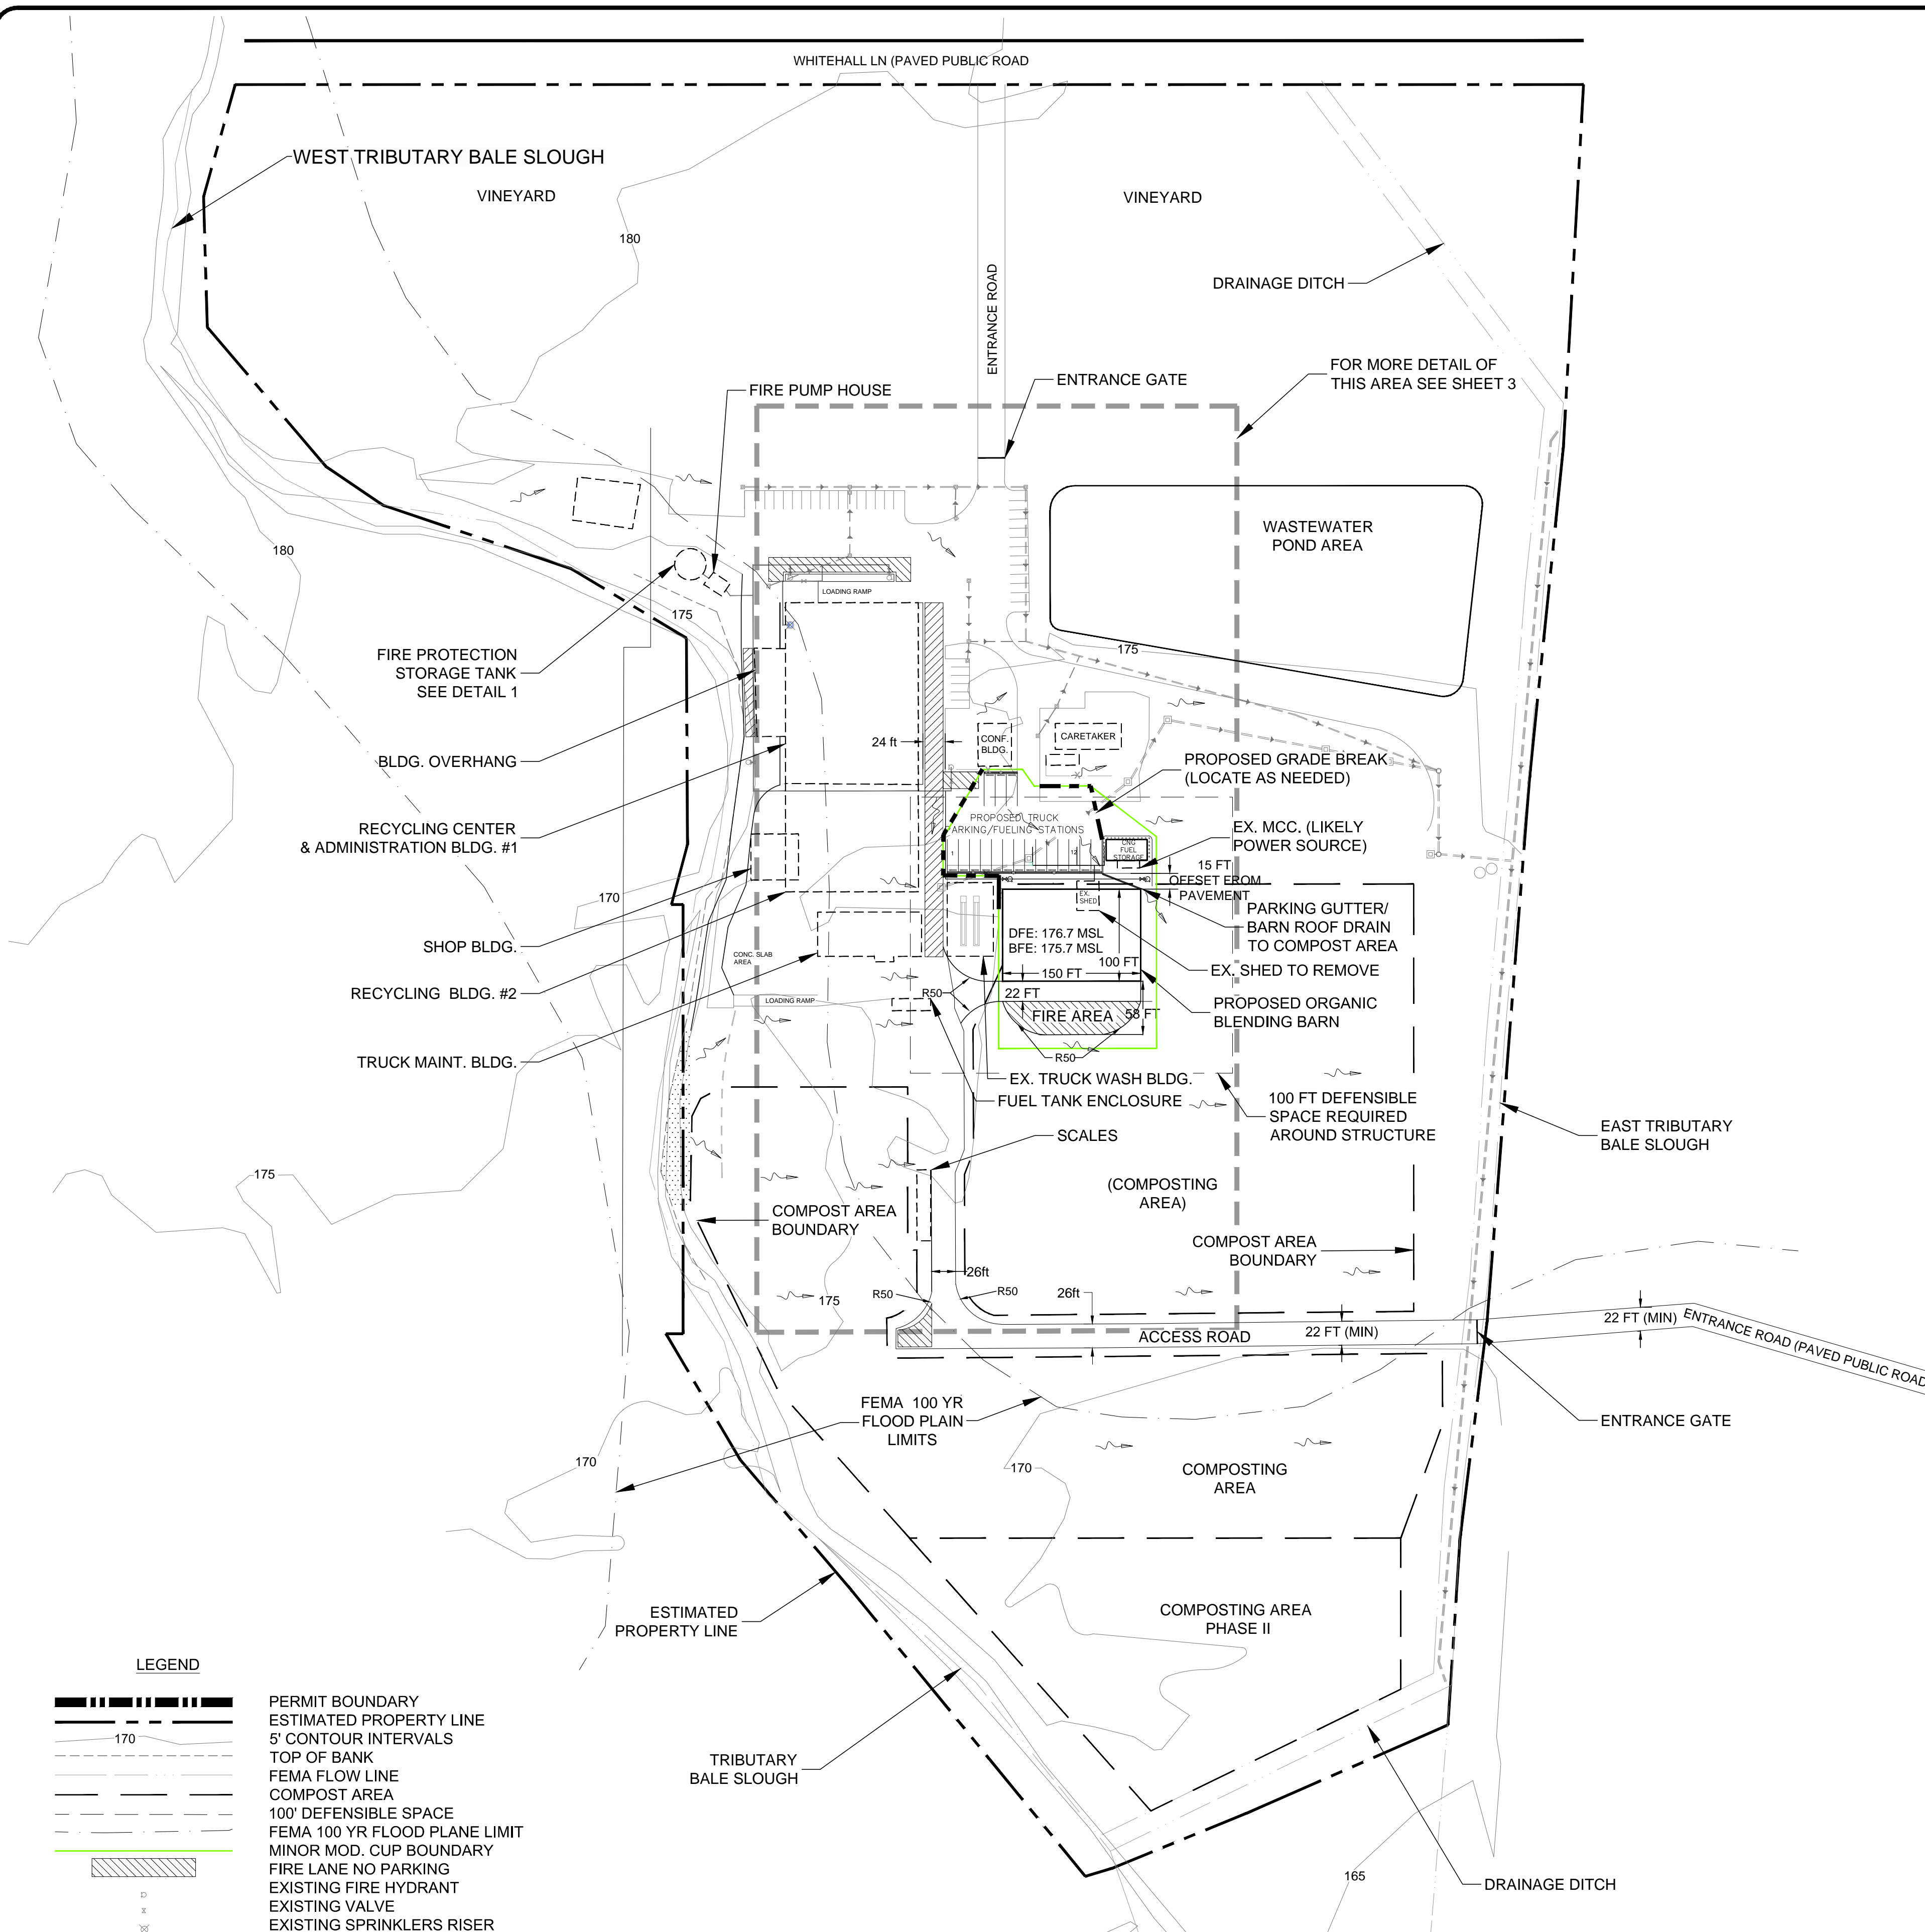 WHITEHALL LN (PAVED PUBLIC ROAD
WEST TRIBUTARY BALE SLOUGH
VINEYARD
VINEYARD
180
DRAINAGE DITCH
ENTRANCE ROAD
FOR MORE DETAIL OF
THIS AREA SEE SHEET 3
FIRE PUMP HOUSE
ENTRANCE GATE
WASTEWATER
POND AREA
180
LOADING RAMP
175
175
FIRE PROTECTION
STORAGE TANK
SEE DETAIL 1
24 ft
CONF.
BLDG.
CARETAKER
BLDG. OVERHANG
PROPOSED GRADE BREAK
(LOCATE AS NEEDED)
PROPOSED TRUCK
PARKING/FUELING STATIONS
RECYCLING CENTER
& ADMINISTRATION BLDG. #1
EX. MCC. (LIKELY
POWER SOURCE)
1
12
CNG
FUEL
STORAGE
15 FT
OFFSET FROM
PAVEMENT
EX.
SHED
170
PARKING GUTTER/
BARN ROOF DRAIN
TO COMPOST AREA
DFE: 176.7 MSL
BFE: 175.7 MSL
SHOP BLDG.
CONC. SLAB
AREA
100 FT
150 FT
EX. SHED TO REMOVE
RECYCLING BLDG. #2
LOADING RAMP
R50
22 FT
FIRE AREA
58 FT
PROPOSED ORGANIC
BLENDING BARN
R50
TRUCK MAINT. BLDG.
EX. TRUCK WASH BLDG.
FUEL TANK ENCLOSURE
100 FT DEFENSIBLE
SPACE REQUIRED
AROUND STRUCTURE
SCALES
EAST TRIBUTARY
BALE SLOUGH
175
(COMPOSTING
AREA)
COMPOST AREA
BOUNDARY
COMPOST AREA
BOUNDARY
26ft
R50
R50
175
26ft
ACCESS ROAD
22 FT (MIN)
22 FT (MIN)
ENTRANCE ROAD (PAVED PUBLIC ROAD
FEMA 100 YR
FLOOD PLAIN
LIMITS
ENTRANCE GATE
170
170
COMPOSTING
AREA
ESTIMATED
PROPERTY LINE
COMPOSTING AREA
PHASE II
TRIBUTARY
BALE SLOUGH
165
DRAINAGE DITCH
LEGEND
PERMIT BOUNDARY
ESTIMATED PROPERTY LINE
170
5' CONTOUR INTERVALS
TOP OF BANK
FEMA FLOW LINE
COMPOST AREA
100' DEFENSIBLE SPACE
FEMA 100 YR FLOOD PLANE LIMIT
MINOR MOD. CUP BOUNDARY
FIRE LANE NO PARKING
EXISTING FIRE HYDRANT
EXISTING VALVE
EXISTING SPRINKLERS RISER